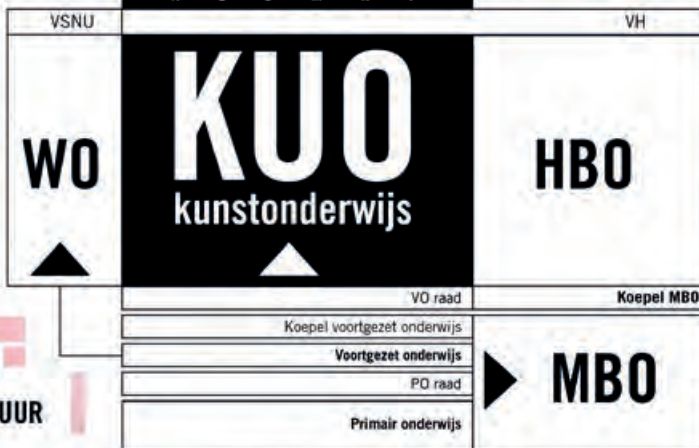 VSNU
VH
WO
KUO
kunstonderwijs
HBO
VO raad
Koepel MBO
Koepel voortgezet onderwijs
Voortgezet onderwijs
PO raad
MBO
UUR
Primair onderwijs